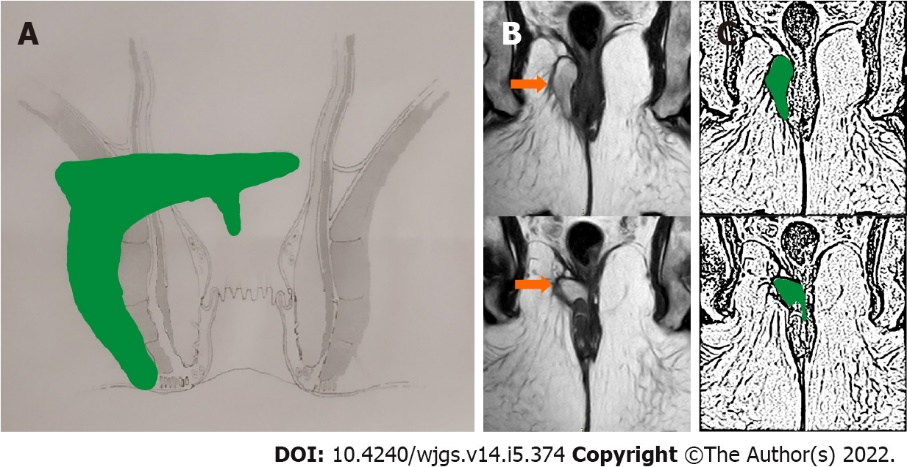 A
B
C
DOI: 10.4240/wjgs.v14.i5.374 Copyright ©The Author(s) 2022.